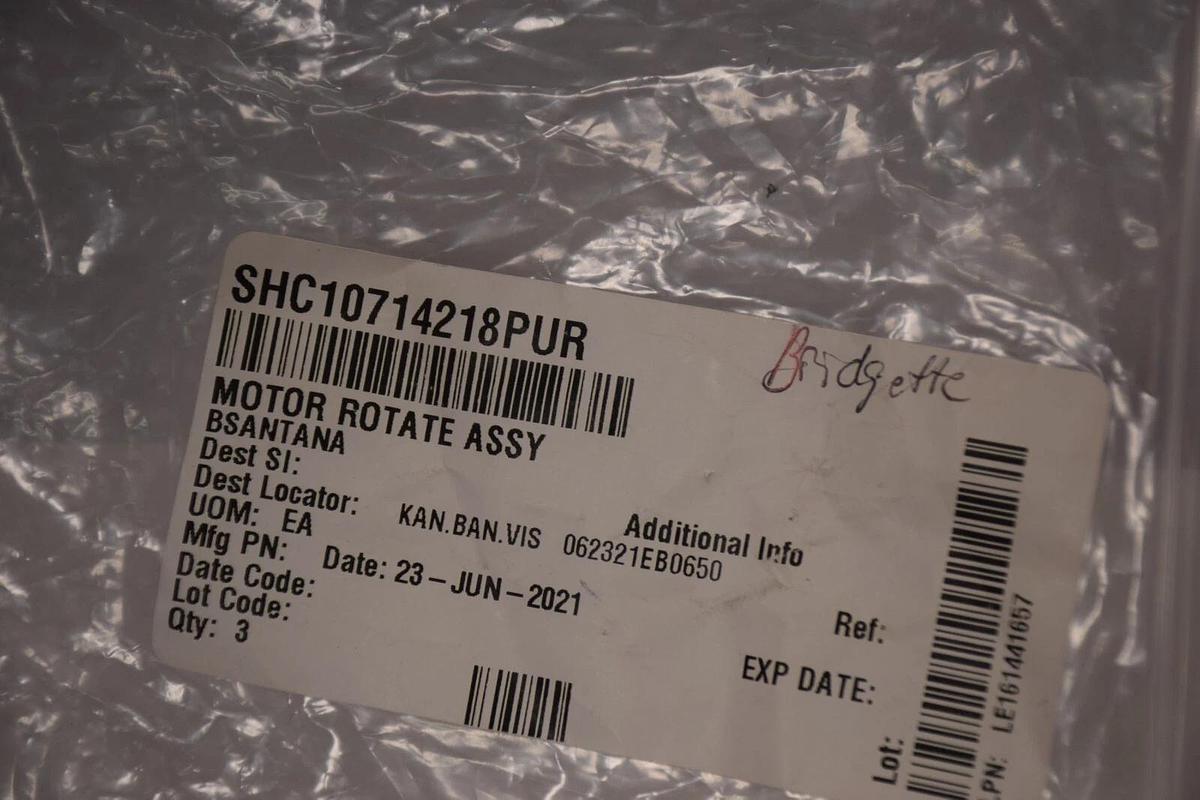 SHC10714218PUR
Bridgette
MOTOR ROTATE ASSY
BSANTANA
Dest SI:
Dest Locator: KAN.BAN.VIS
Additional Info
062321EB0650
UOM: EA
Mfg PN:
Date: 23-JUN-2021
Date Code:
Lot Code:
Qty: 3
Ref:
EXP DATE:
Lot:
LPN: LE161441657